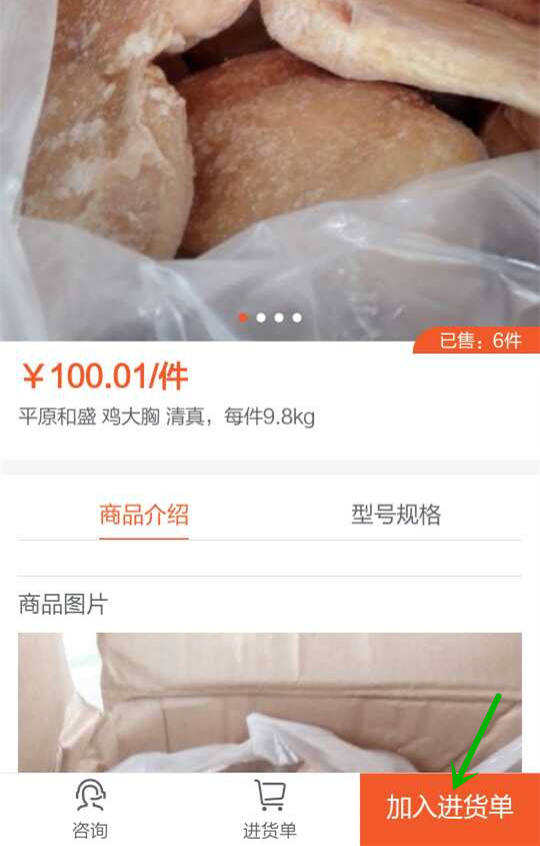 已售：6件
￥100.01/件
平原和盛 鸡大胸 清真，每件9.8kg
商品介绍
型号规格
商品图片
咨询
进货单
加入进货单